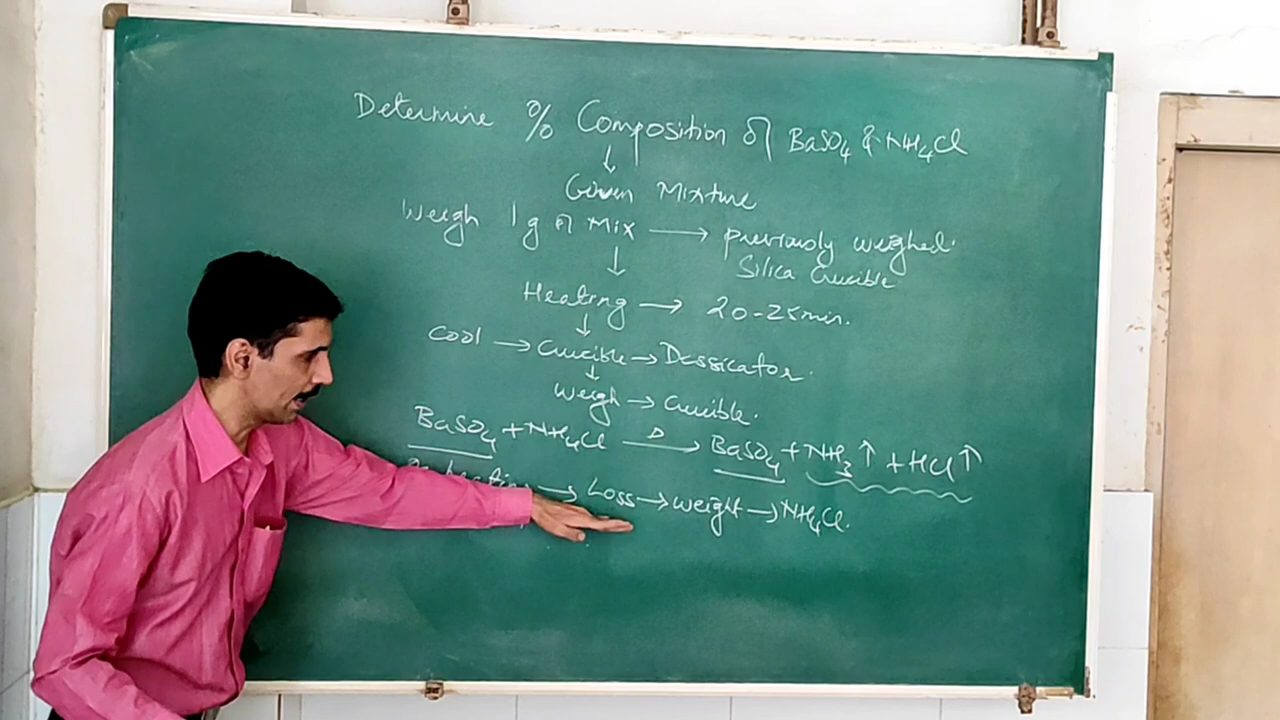 Determine % Composition of BaSO4 & NH4Cl
↓
Given Mixture
Weigh 1g of Mix → previously weighed.
Silica Crucible
↓
Heating → 20-25min.
↓
Cool → Crucible → Dessicator.
↓
Weigh → Crucible.
BaSO4 + NH4Cl —Δ→ BaSO4 + NH3↑ + HCl↑
→ Loss → weight → NH4Cl.